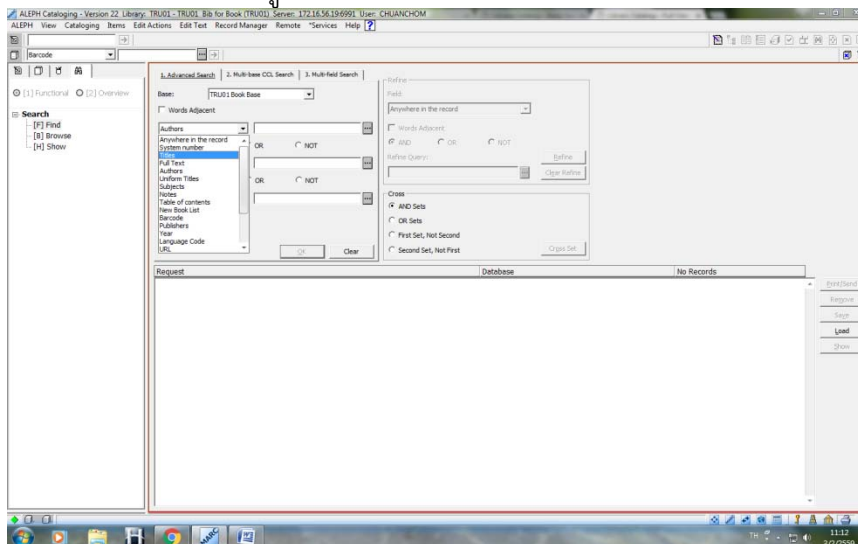 ALEPH Cataloging - Version 22 Library: TRU01 - TRU01 Bib for Book (TRU01) Server: 172.16.56.19:6991 User: CHUANCHOM
ALEPH View Cataloging Items Edit Actions Edit Text Record Manager Remote *Services Help ?
Barcode
1. Advanced Search 2. Multi-base CCL Search 3. Multi-field Search
[1] Functional [2] Overview
Search
[F] Find
[B] Browse
[H] Show
Base: TRU01 Book Base
Words Adjacent
Authors
Anywhere in the record
System number
Titles
Full Text
Authors
Uniform Titles
Subjects
Notes
Table of contents
New Book List
Barcode
Publishers
Year
Language Code
URL
OR NOT
OR NOT
OK Clear
Refine
Field:
Anywhere in the record
Words Adjacent
AND OR NOT
Refine Query:
Refine
Clear Refine
Cross
AND Sets
OR Sets
First Set, Not Second
Second Set, Not First
Cross Set
Request Database No Records
Print/Send
Remove
Save
Load
Show
MARC
TH
11:12
2/2/2559